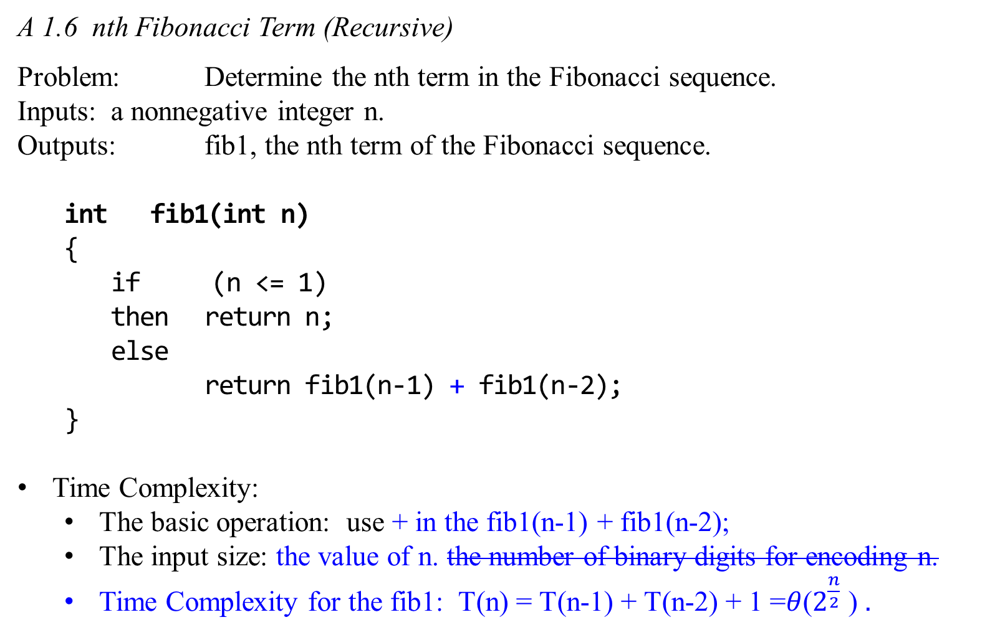 A 1.6 nth Fibonacci Term (Recursive)
Problem: Determine the nth term in the Fibonacci sequence.
Inputs: a nonnegative integer n.
Outputs: fib1, the nth term of the Fibonacci sequence.
int fib1(int n)
{
if (n <= 1)
then return n;
else
return fib1(n-1) + fib1(n-2);
}
• Time Complexity:
• The basic operation: use + in the fib1(n-1) + fib1(n-2);
• The input size: the value of n. the number of binary digits for encoding n.
• Time Complexity for the fib1: T(n) = T(n-1) + T(n-2) + 1 =θ(2^(n/2) ) .